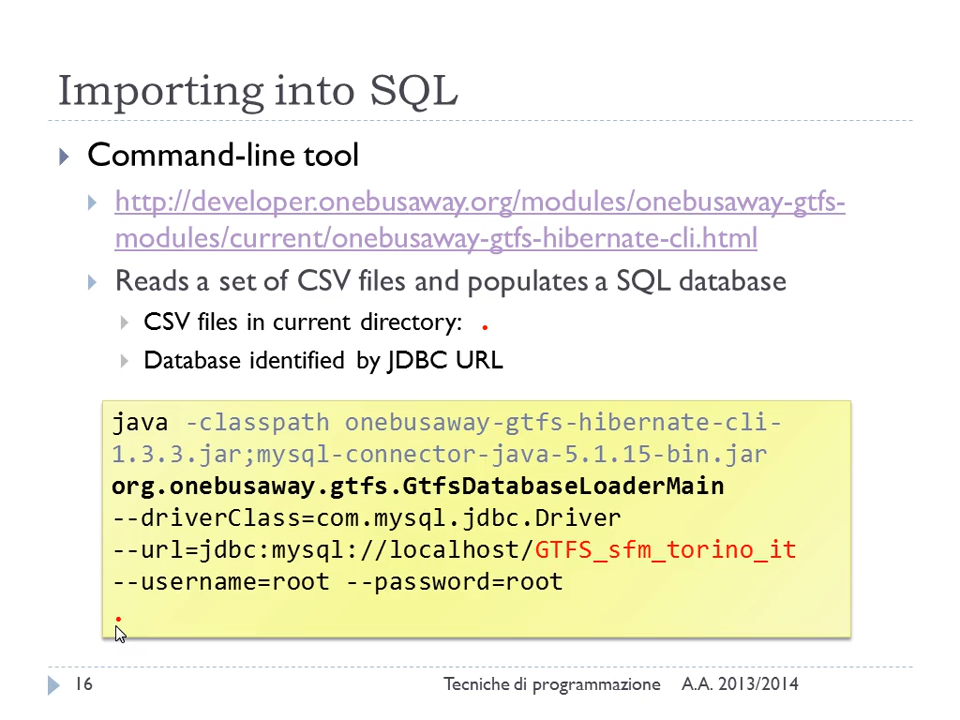 Importing into SQL
Command-line tool
http://developer.onebusaway.org/modules/onebusaway-gtfs-
modules/current/onebusaway-gtfs-hibernate-cli.html
Reads a set of CSV files and populates a SQL database
CSV files in current directory: .
Database identified by JDBC URL
java -classpath onebusaway-gtfs-hibernate-cli-
1.3.3.jar;mysql-connector-java-5.1.15-bin.jar
org.onebusaway.gtfs.GtfsDatabaseLoaderMain
--driverClass=com.mysql.jdbc.Driver
--url=jdbc:mysql://localhost/GTFS_sfm_torino_it
--username=root --password=root
.
16 Tecniche di programmazione A.A. 2013/2014